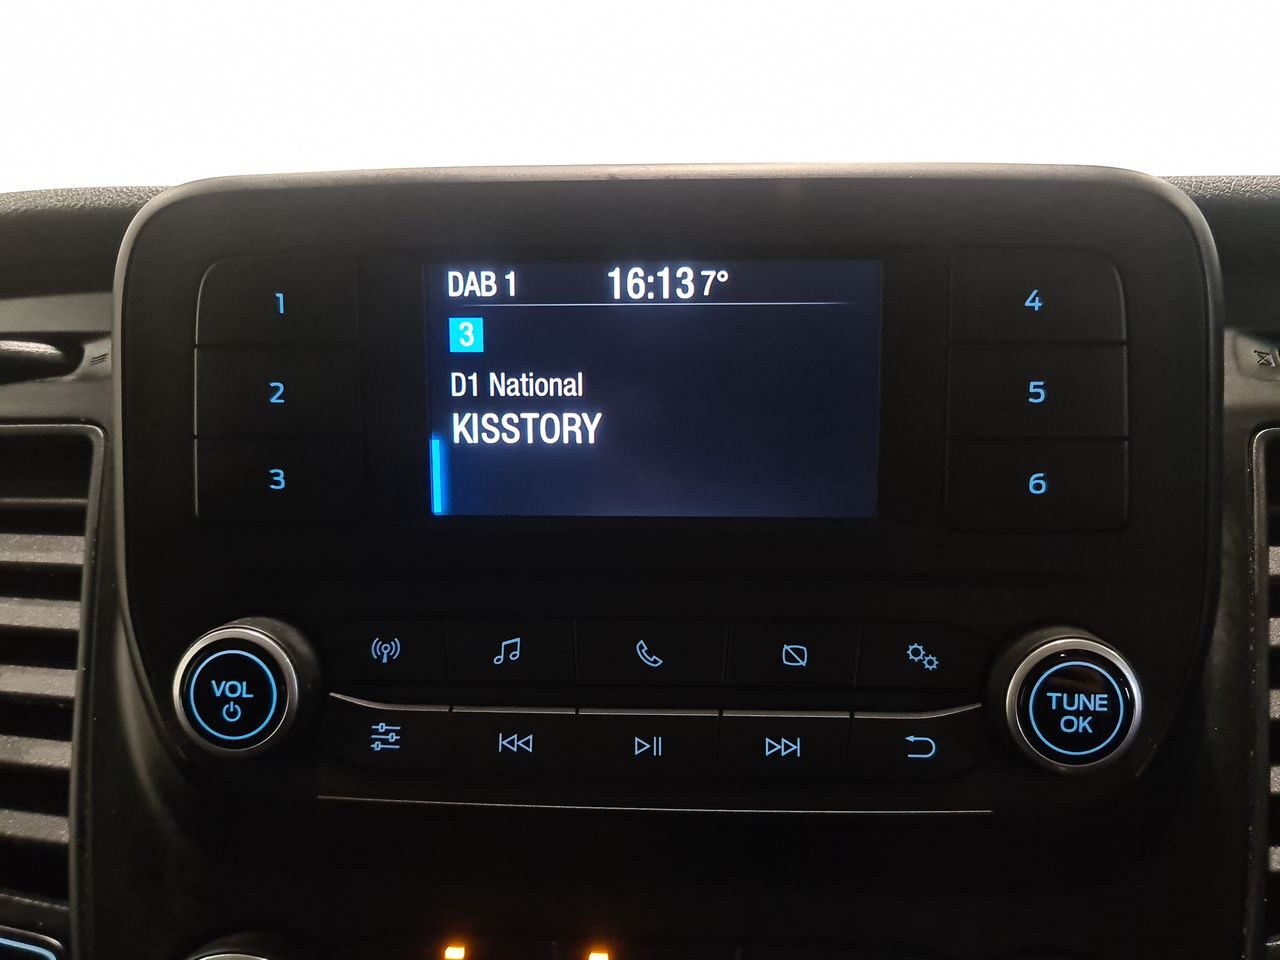 DAB 1 16:13 7°
3
D1 National
KISSTORY
1
2
3
4
5
6
VOL
TUNE
OK